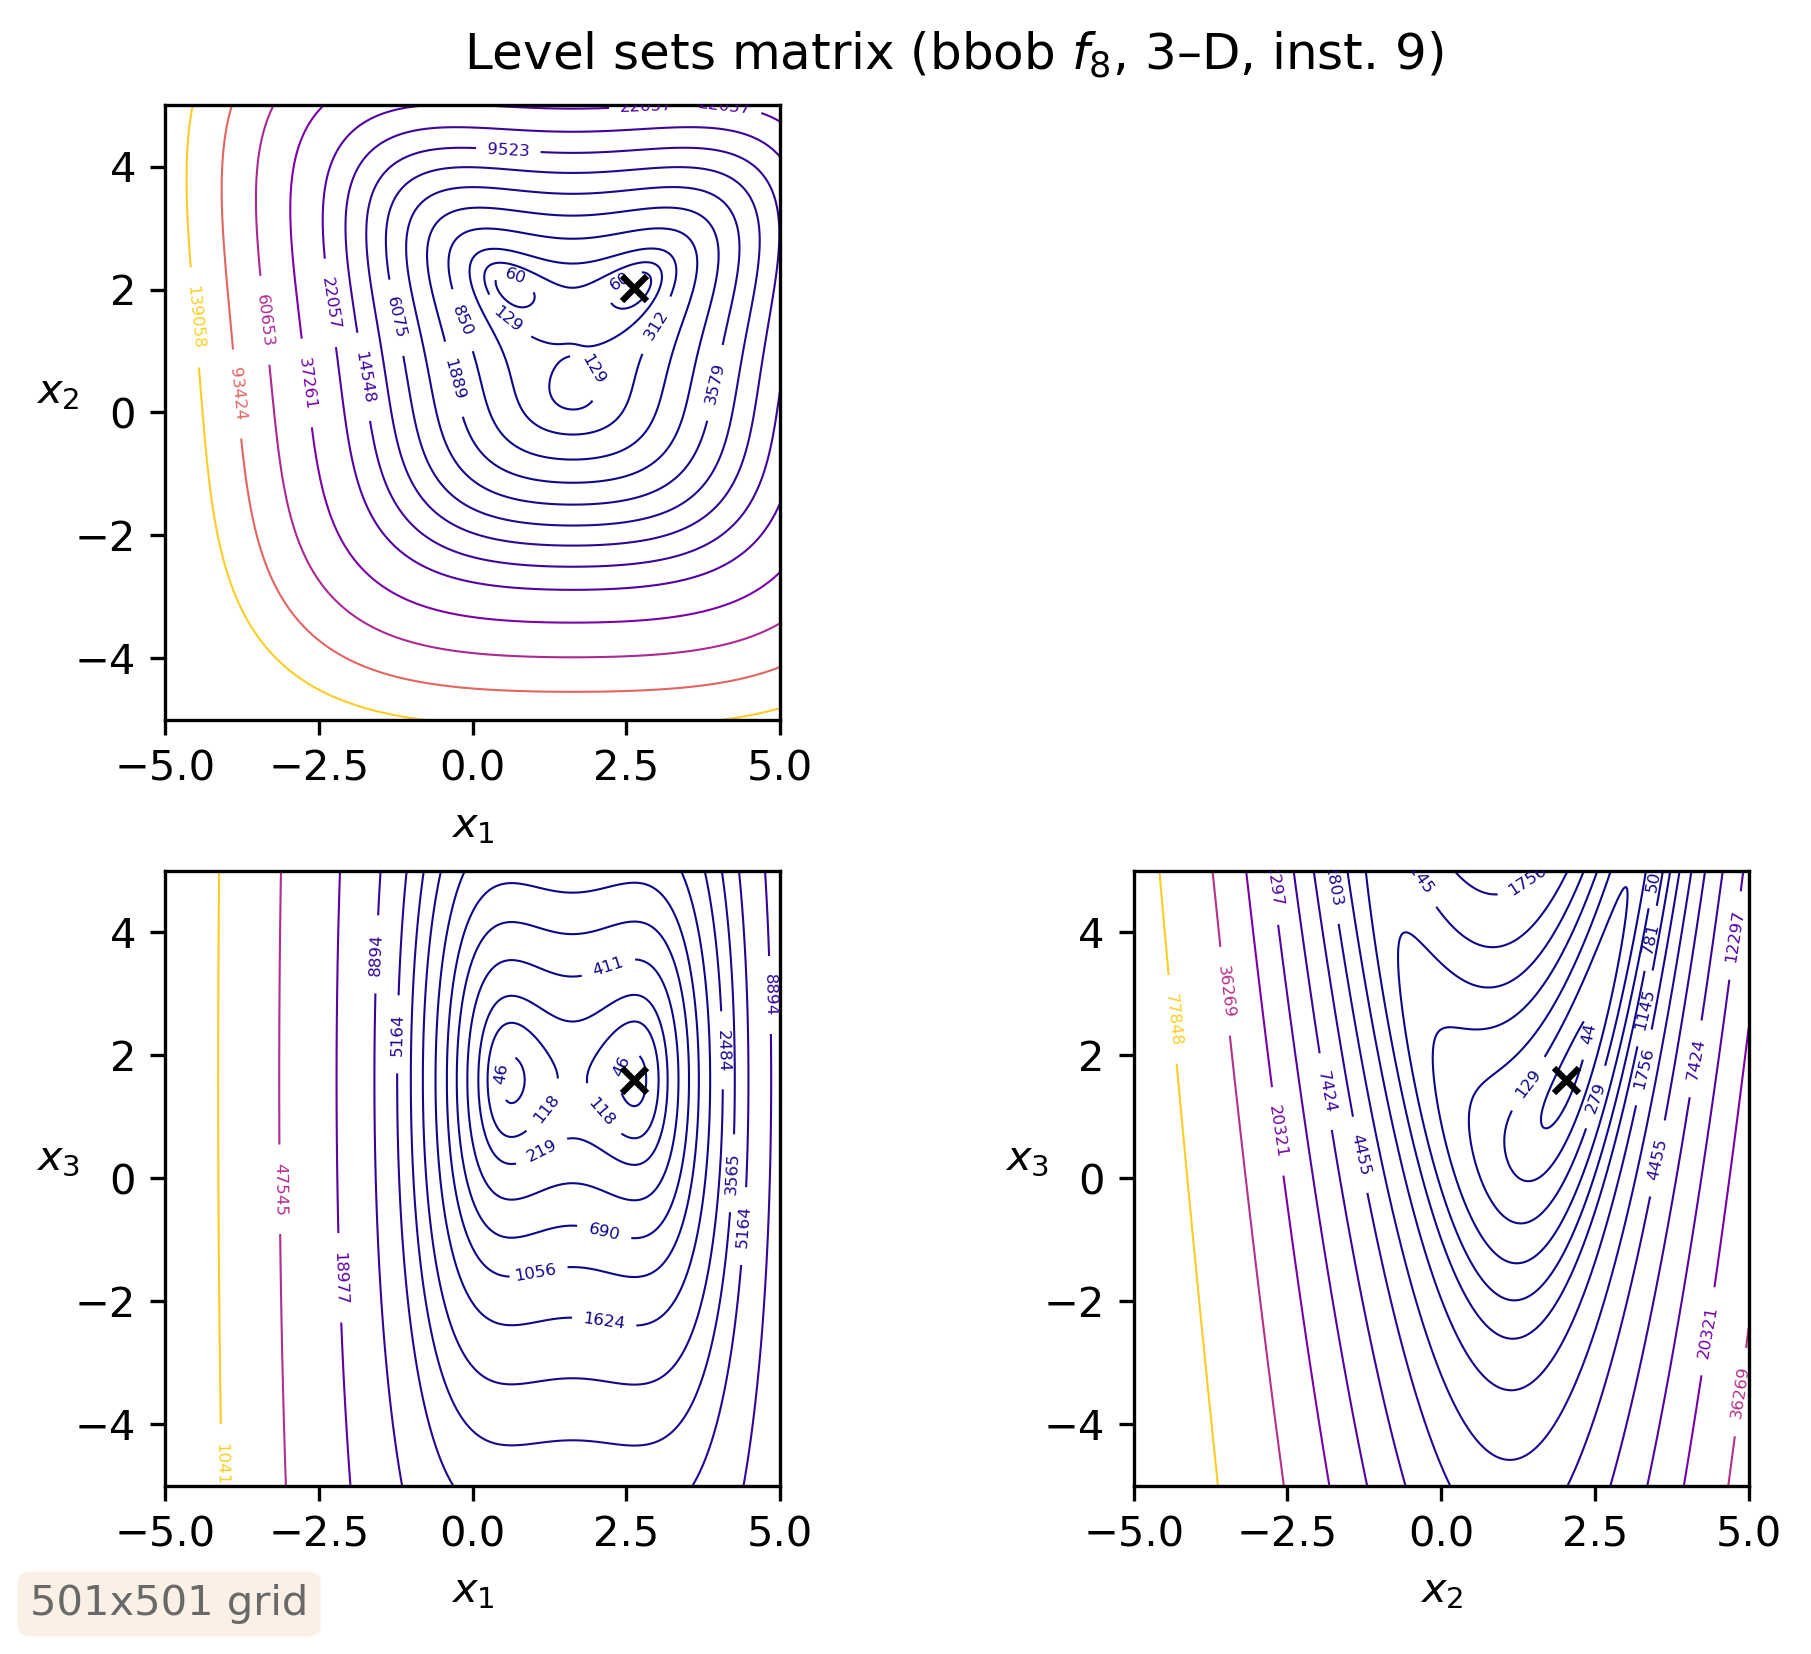 Level sets matrix (bbob f₈, 3–D, inst. 9)
22057
9523
60 60
139058 60653 22057 6075 850 129 312
93424 37261 14548 1889 129 3579
x₂
4
2
0
−2
−4
−5.0 −2.5 0.0 2.5 5.0
x₁
8894 411 8894
5164 46 46 2484
118 118
219
47545 3565
690 5164
18977 1056
1624
1041
x₃
4
2
0
−2
−4
−5.0 −2.5 0.0 2.5 5.0
x₁
297 803 45 50
781 12297
77848 36269 44 1145
7424 129 279 1756 7424
20321 4455 4455
20321
36269
x₃
4
2
0
−2
−4
−5.0 −2.5 0.0 2.5 5.0
x₂
501x501 grid